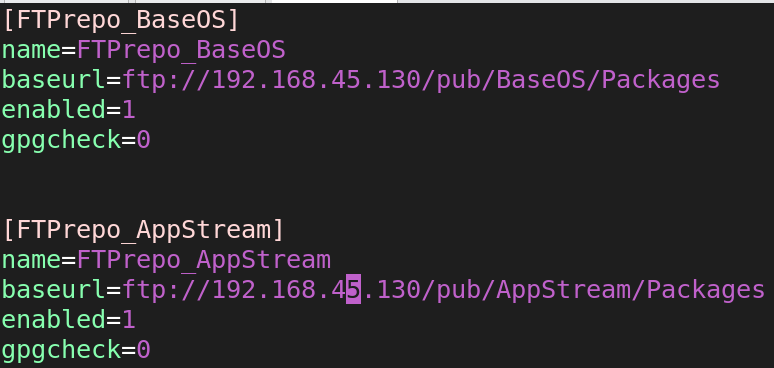 [FTPrepo_BaseOS]
name=FTPrepo_BaseOS
baseurl=ftp://192.168.45.130/pub/BaseOS/Packages
enabled=1
gpgcheck=0
[FTPrepo_AppStream]
name=FTPrepo_AppStream
baseurl=ftp://192.168.45.130/pub/AppStream/Packages
enabled=1
gpgcheck=0